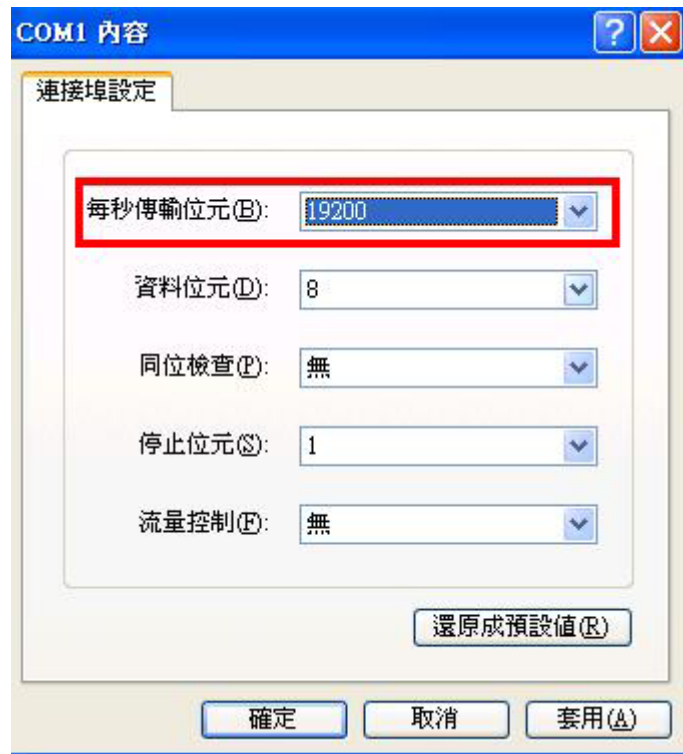 COM1 內容
連接埠設定
每秒傳輸位元(B): 19200
資料位元(D): 8
同位檢查(P): 無
停止位元(S): 1
流量控制(F): 無
還原成預設值(R)
確定 取消 套用(A)